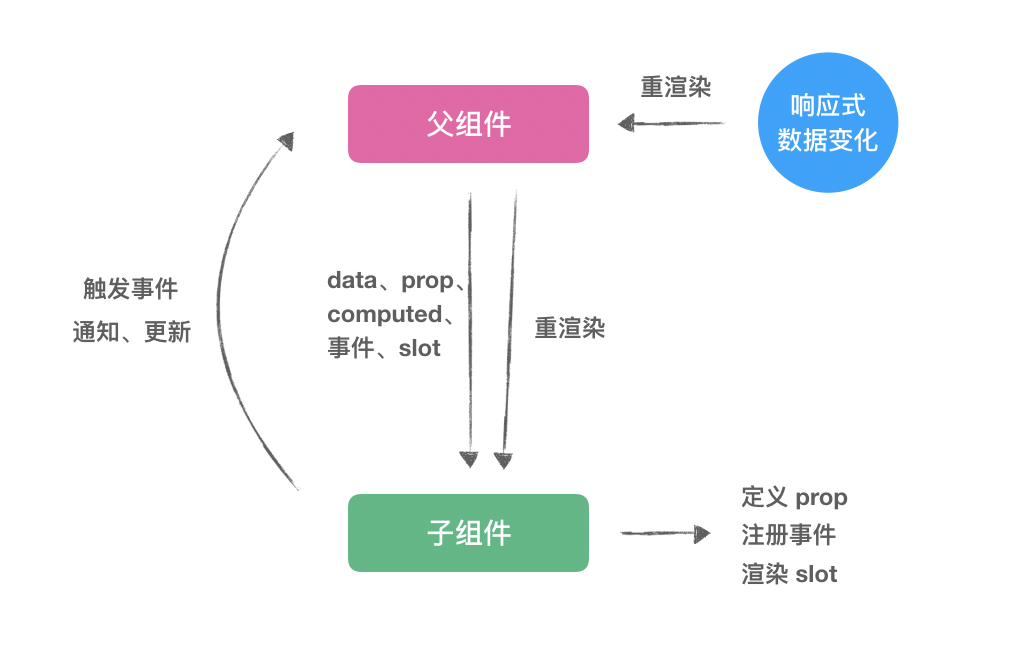 重渲染
响应式
数据变化
父组件
触发事件
通知、更新
data、prop、
computed、
事件、slot
重渲染
子组件
定义 prop
注册事件
渲染 slot